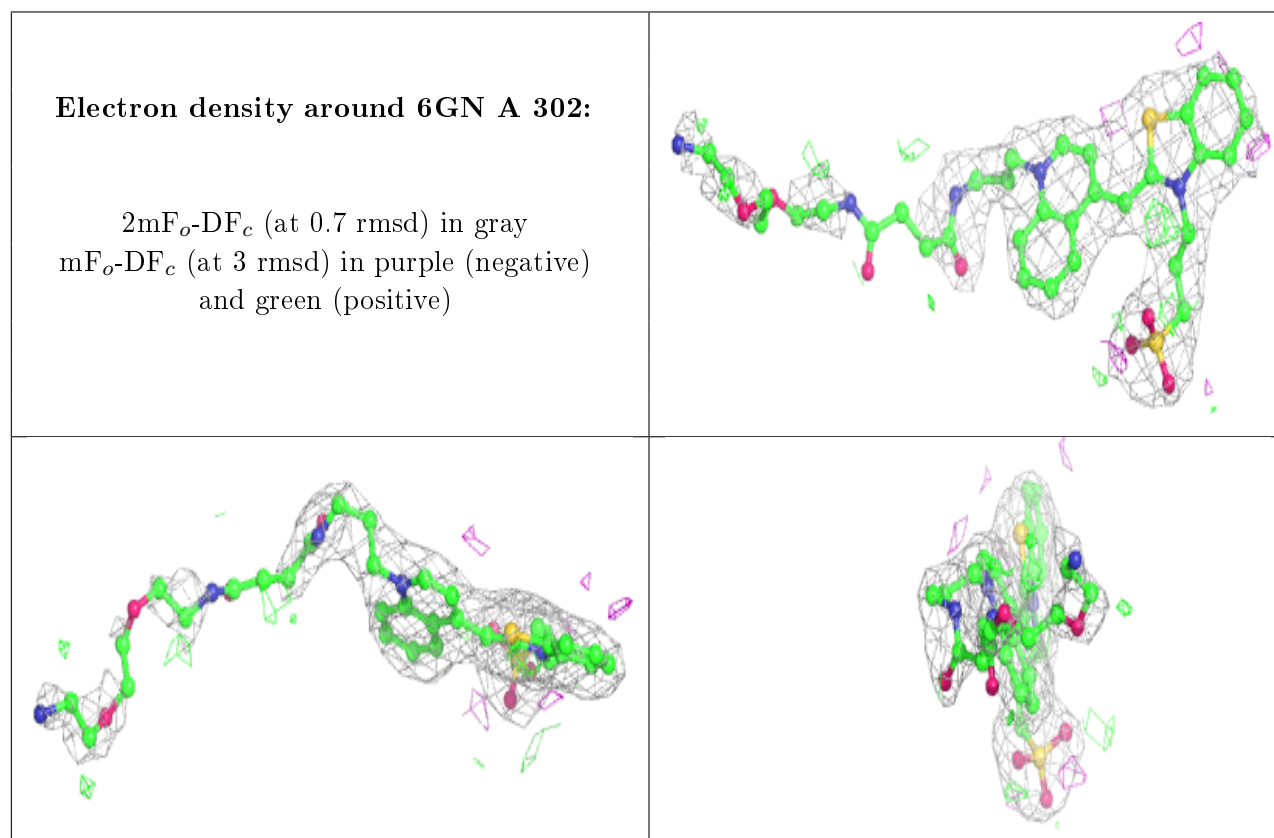 Electron density around 6GN A 302:
2mFₒ-DF𝒸 (at 0.7 rmsd) in gray
mFₒ-DF𝒸 (at 3 rmsd) in purple (negative)
and green (positive)